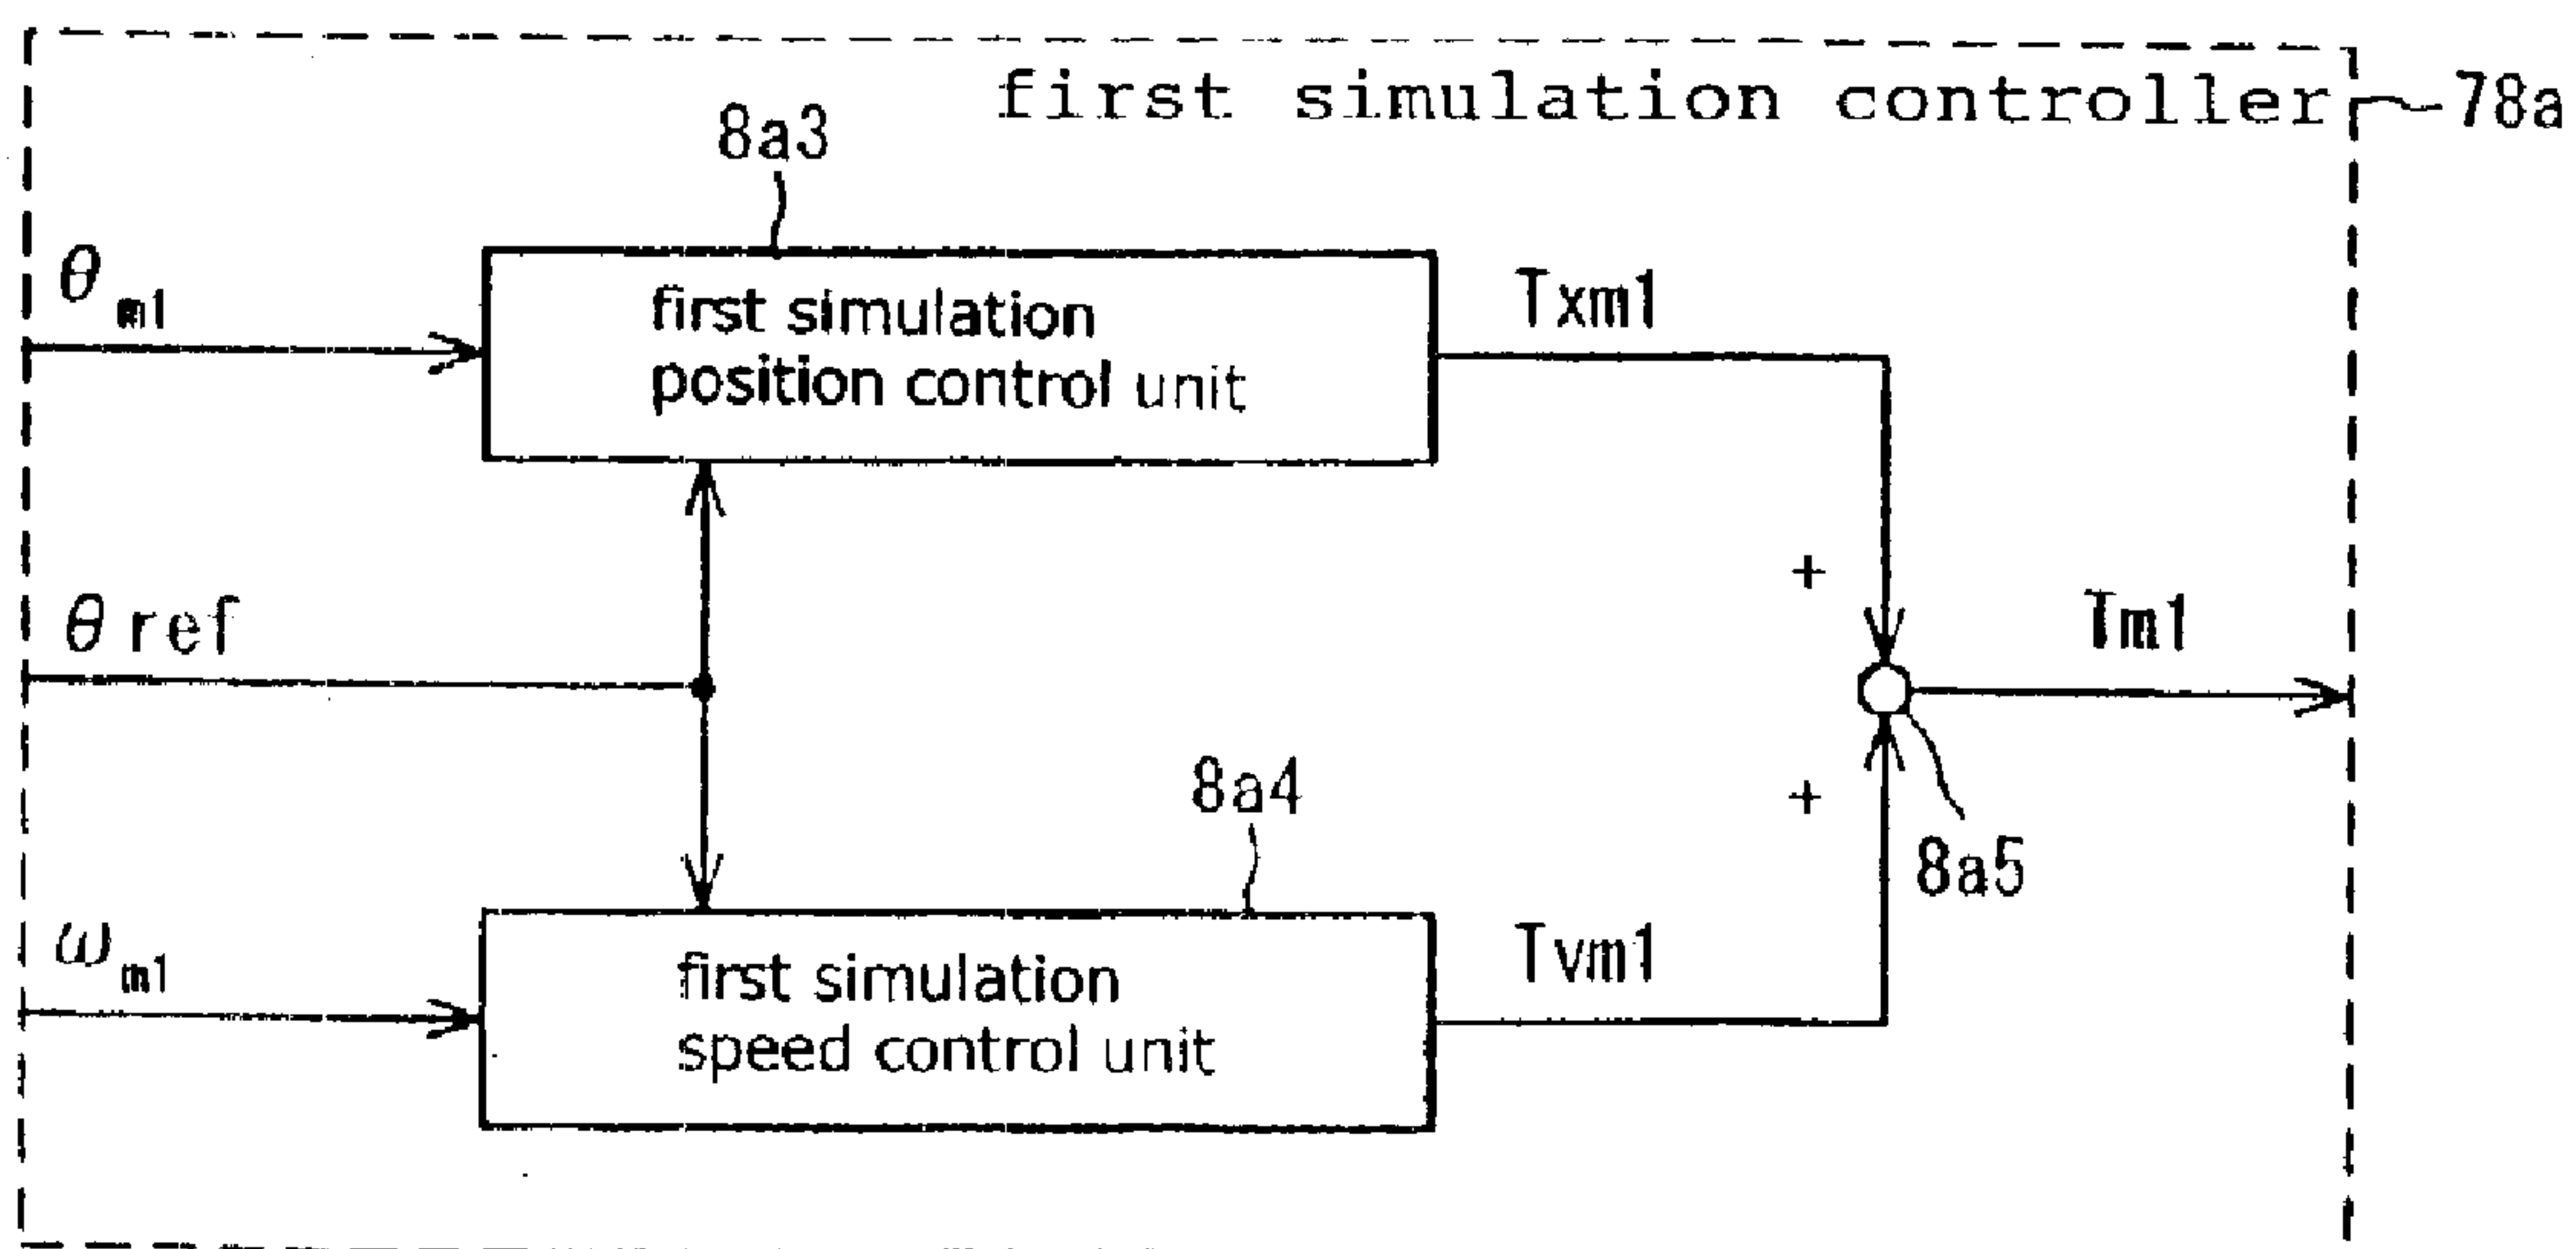 first simulation controller
78a
8a3
θm1
first simulation
position control unit
Txm1
+
θref
Tm1
8a4
+
8a5
ωm1
first simulation
speed control unit
Tvm1